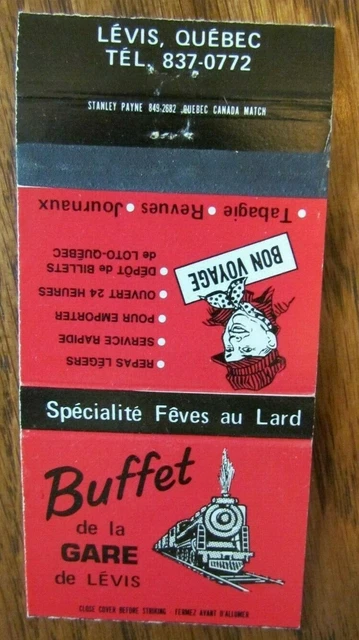 LÉVIS, QUÉBEC
TÉL. 837-0772
STANLEY PAYNE 849-2682 QUEBEC CANADA MATCH
• Tabagie • Revues • Journaux
BON VOYAGE
• REPAS LÉGERS
• SERVICE RAPIDE
• POUR EMPORTER
• OUVERT 24 HEURES
• DÉPÔT de BILLETS
de LOTO-QUÉBEC
Spécialité Fêves au Lard
Buffet
de la
GARE
de LÉVIS
CLOSE COVER BEFORE STRIKING - FERMEZ AVANT D'ALLUMER